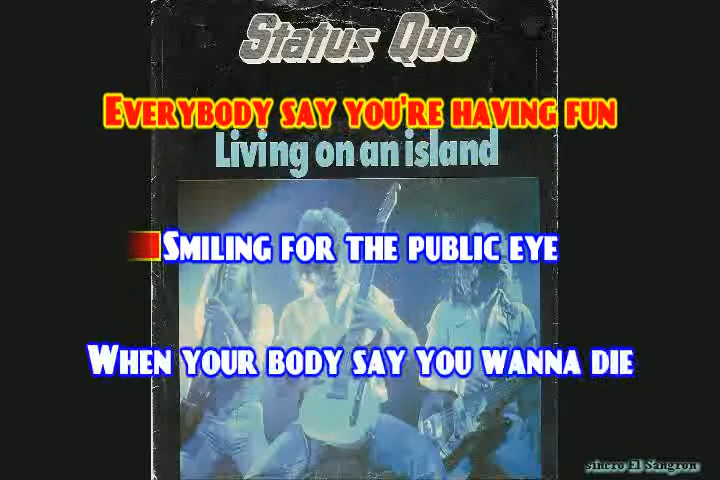 Status Quo
Everybody say you're having fun
Living on an island
Smiling for the public eye
When your body say you wanna die
sincro El Sangron